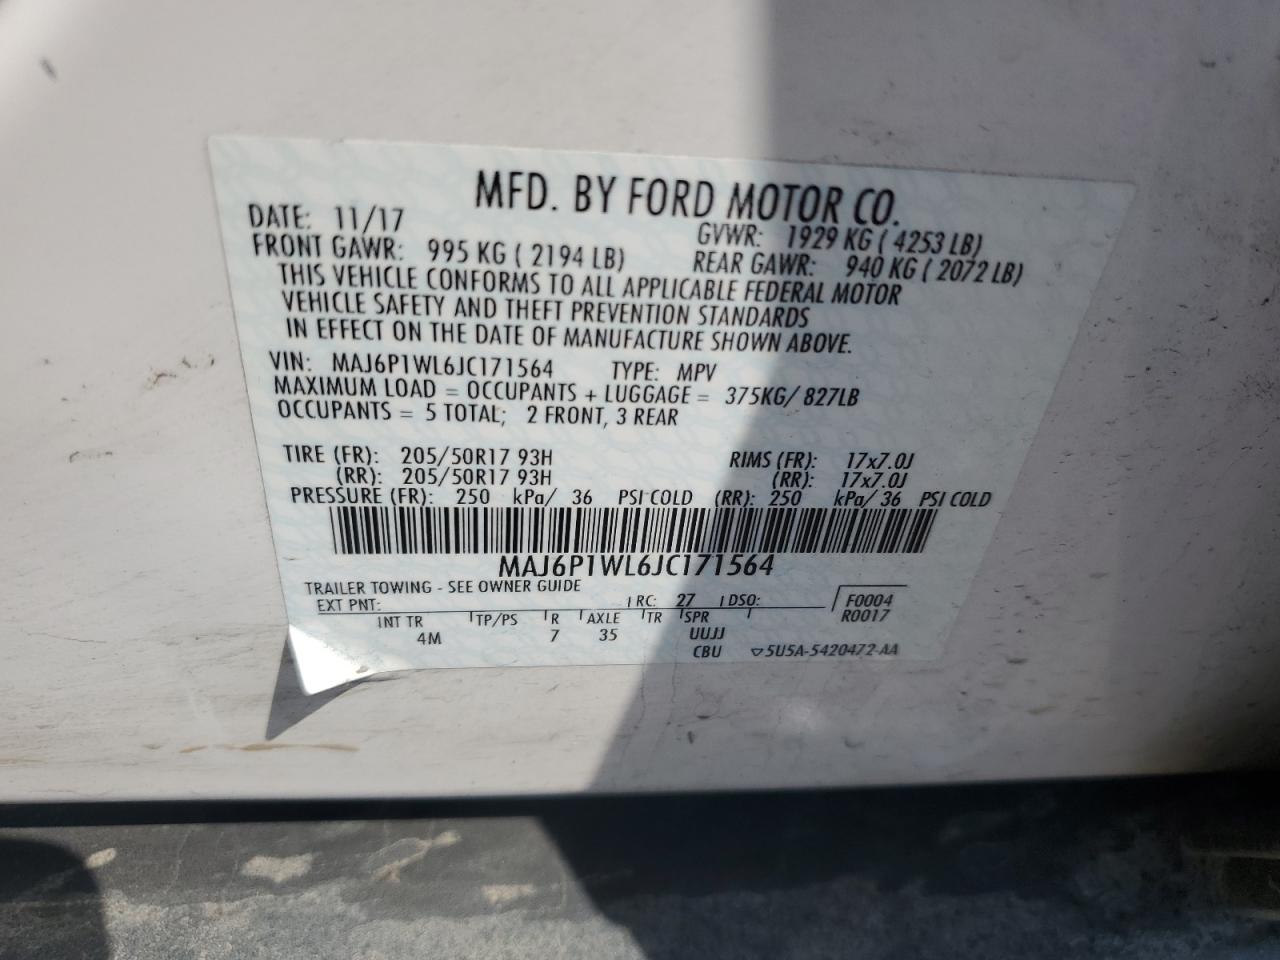 MFD. BY FORD MOTOR CO.
DATE: 11/17 GVWR: 1929 KG ( 4253 LB)
FRONT GAWR: 995 KG ( 2194 LB) REAR GAWR: 940 KG ( 2072 LB)
THIS VEHICLE CONFORMS TO ALL APPLICABLE FEDERAL MOTOR
VEHICLE SAFETY AND THEFT PREVENTION STANDARDS
IN EFFECT ON THE DATE OF MANUFACTURE SHOWN ABOVE.
VIN: MAJ6P1WL6JC171564 TYPE: MPV
MAXIMUM LOAD = OCCUPANTS + LUGGAGE = 375KG/ 827LB
OCCUPANTS = 5 TOTAL; 2 FRONT, 3 REAR
TIRE (FR): 205/50R17 93H RIMS (FR): 17x7.0J
(RR): 205/50R17 93H (RR): 17x7.0J
PRESSURE (FR): 250 kPa/ 36 PSI COLD (RR): 250 kPa/ 36 PSI COLD
MAJ6P1WL6JC171564
TRAILER TOWING - SEE OWNER GUIDE
EXT PNT: RC: 27 DSO: F0004
R0017
INT TR TP/PS R AXLE TR SPR
4M 7 35 UUJJ
CBU ▽5U5A-5420472-AA